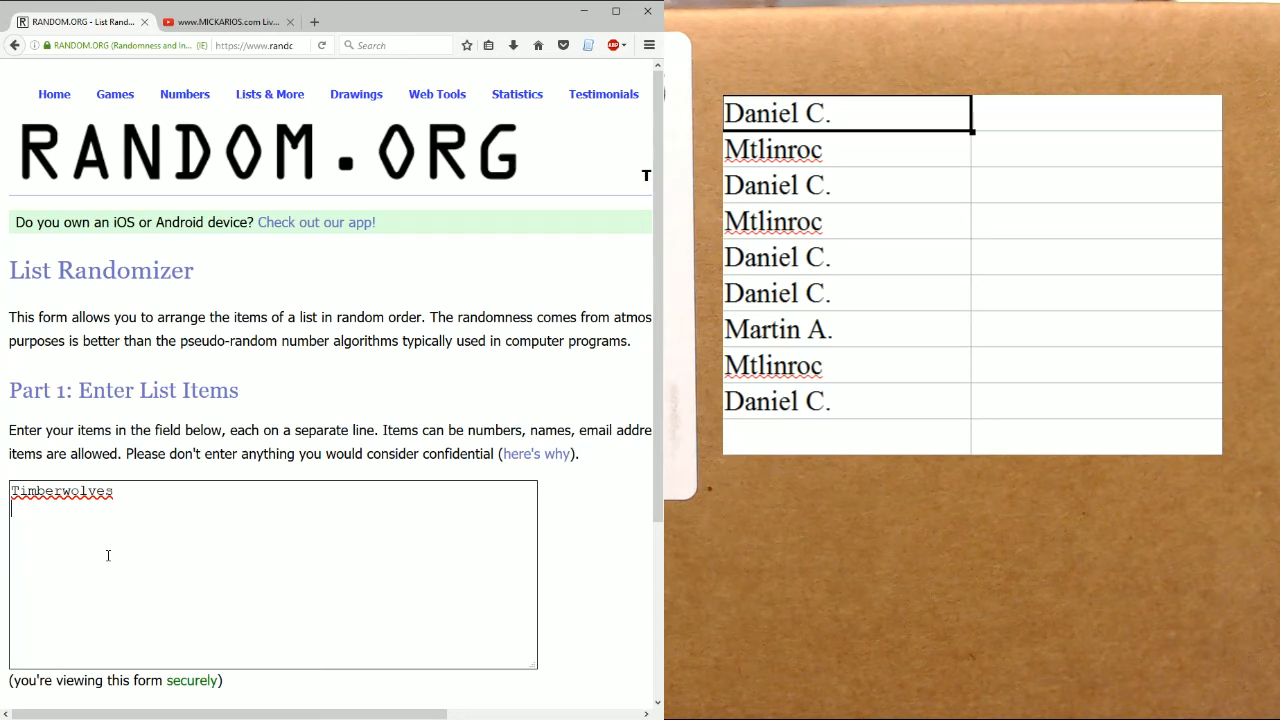 RANDOM.ORG - List Rand...
www.MICKARIOS.com Liv...
RANDOM.ORG (Randomness and In... (IE)
https://www.randc
Search
ABP
Home
Games
Numbers
Lists & More
Drawings
Web Tools
Statistics
Testimonials
RANDOM.ORG
T
Do you own an iOS or Android device? Check out our app!
List Randomizer
This form allows you to arrange the items of a list in random order. The randomness comes from atmos
purposes is better than the pseudo-random number algorithms typically used in computer programs.
Part 1: Enter List Items
Enter your items in the field below, each on a separate line. Items can be numbers, names, email addre
items are allowed. Please don't enter anything you would consider confidential (here's why).
Timberwolves
(you're viewing this form securely)
Daniel C.
Mtlinroc
Daniel C.
Mtlinroc
Daniel C.
Daniel C.
Martin A.
Mtlinroc
Daniel C.